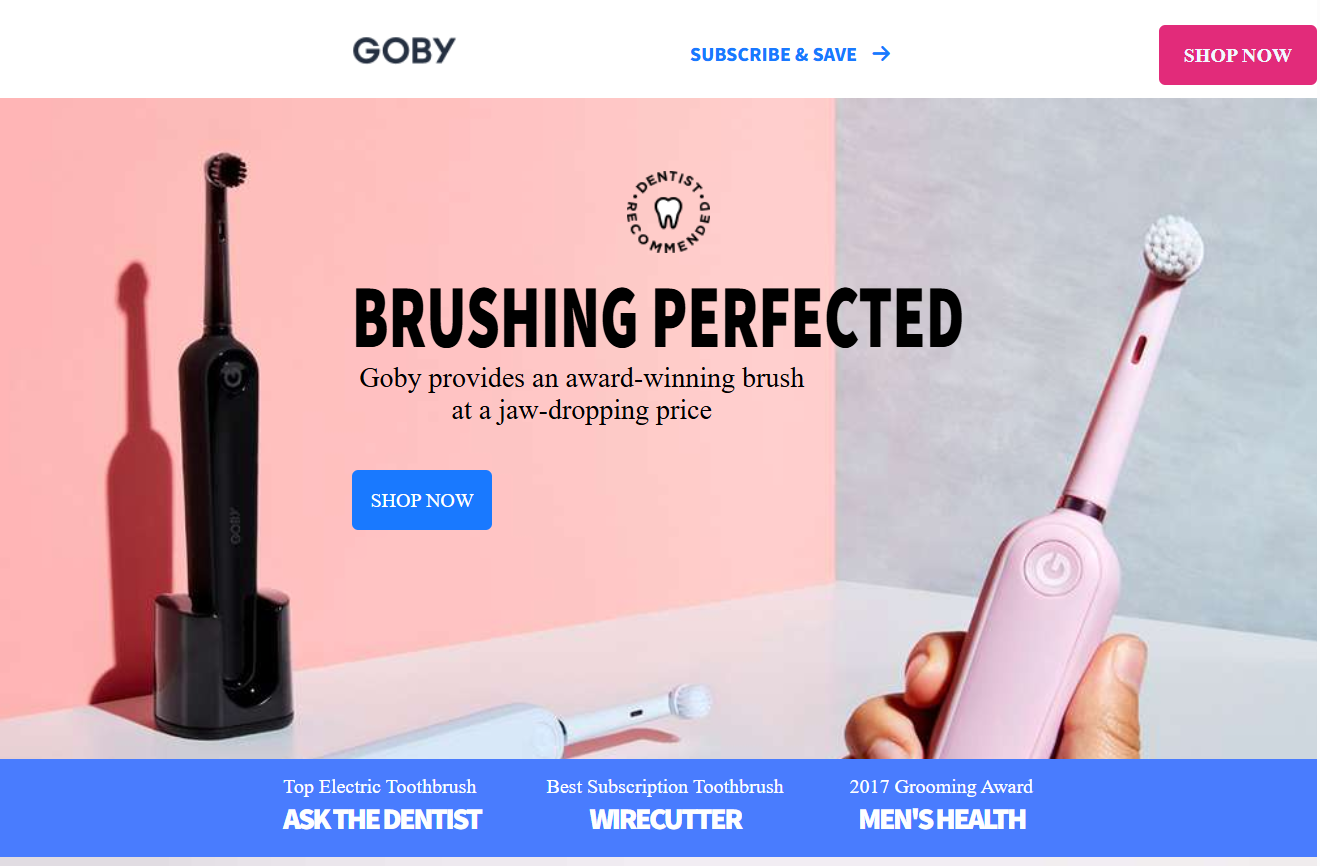 GOBY
SUBSCRIBE & SAVE →
SHOP NOW
DENTIST RECOMMENDED
BRUSHING PERFECTED
Goby provides an award-winning brush
at a jaw-dropping price
SHOP NOW
GOBY
Top Electric Toothbrush
ASK THE DENTIST
Best Subscription Toothbrush
WIRECUTTER
2017 Grooming Award
MEN'S HEALTH